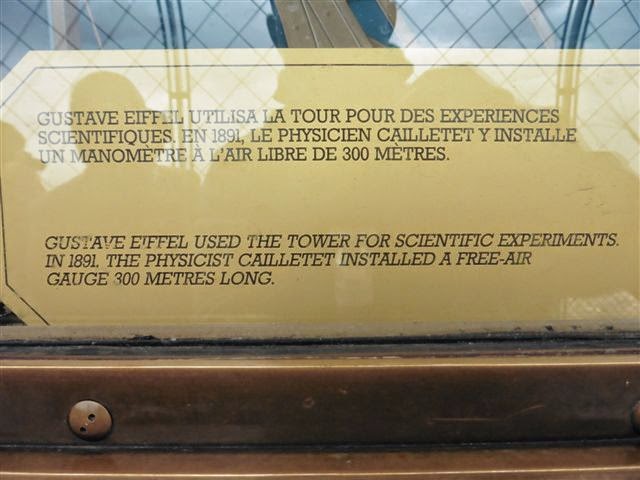 GUSTAVE EIFFEL UTILISA LA TOUR POUR DES EXPERIENCES
SCIENTIFIQUES. EN 1891, LE PHYSICIEN CAILLETET Y INSTALLE
UN MANOMÈTRE À L'AIR LIBRE DE 300 MÈTRES.
GUSTAVE EIFFEL USED THE TOWER FOR SCIENTIFIC EXPERIMENTS.
IN 1891, THE PHYSICIST CAILLETET INSTALLED A FREE-AIR
GAUGE 300 METRES LONG.